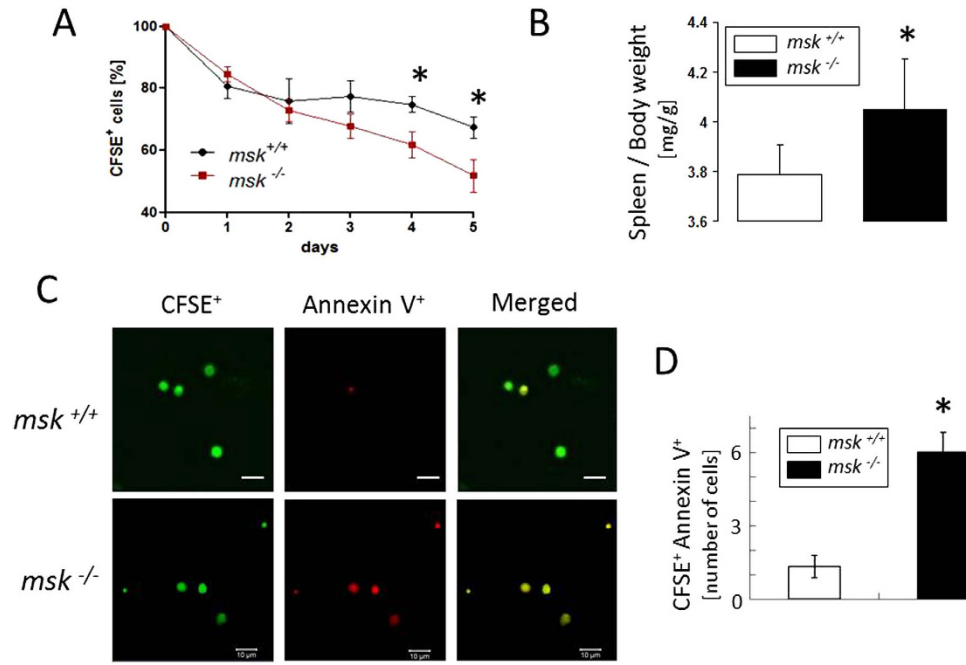 A
CFSE⁺ cells [%]
100
80
60
40
*
*
msk⁺/⁺
msk⁻/⁻
0 1 2 3 4 5
days
B
Spleen / Body weight
[mg/g]
4.4
4.2
4
3.8
3.6
msk⁺/⁺
msk⁻/⁻
*
C
CFSE⁺ Annexin V⁺ Merged
msk⁺/⁺
msk⁻/⁻
10 µm 10 µm 10 µm
D
CFSE⁺ Annexin V⁺
[number of cells]
6
3
0
msk⁺/⁺
msk⁻/⁻
*